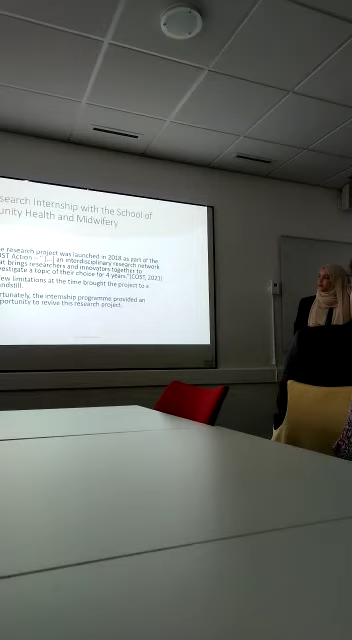 search Internship with the School of
unity Health and Midwifery
e research project was launched in 2018 as part of the
OST Action – " [...] an interdisciplinary research network
at brings researchers and innovators together to
vestigate a topic of their choice for 4 years."(COST, 2023)
ew limitations at the time brought the project to a
andstill.
rtunately, the internship programme provided an
portunity to revive this research project.